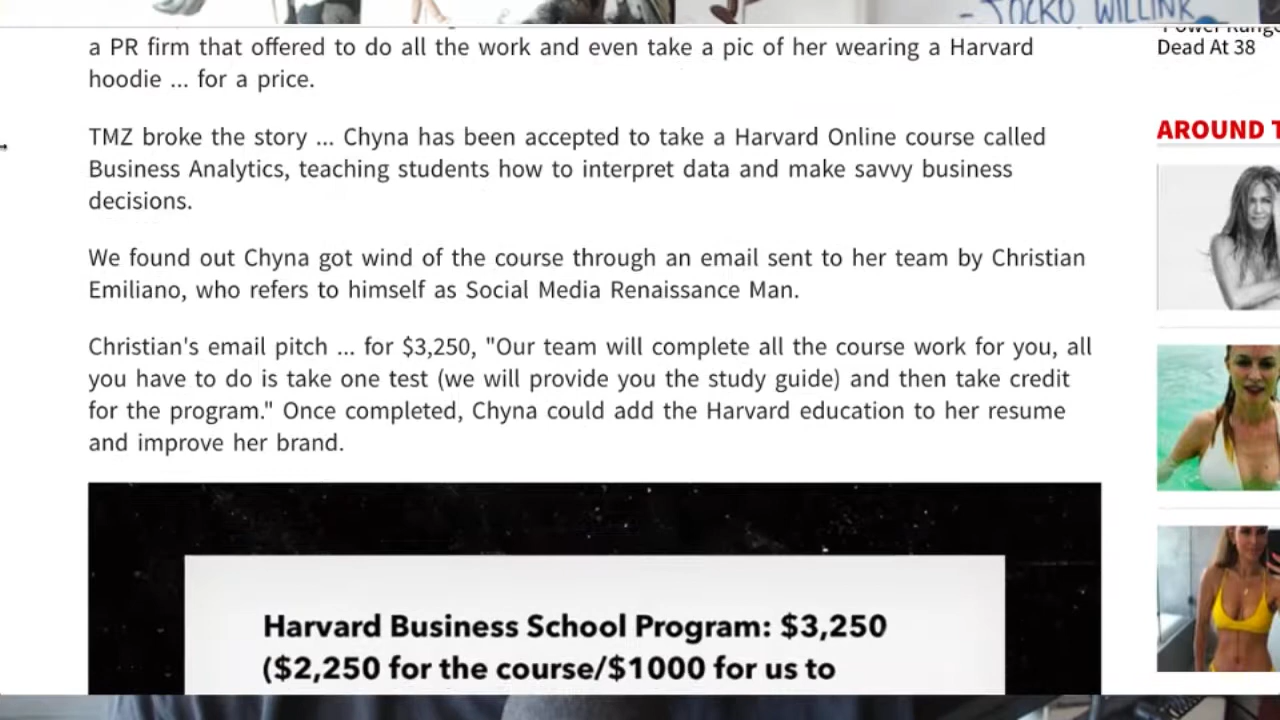 - JOCKO WILLINK
a PR firm that offered to do all the work and even take a pic of her wearing a Harvard
hoodie ... for a price.
TMZ broke the story ... Chyna has been accepted to take a Harvard Online course called
Business Analytics, teaching students how to interpret data and make savvy business
decisions.
We found out Chyna got wind of the course through an email sent to her team by Christian
Emiliano, who refers to himself as Social Media Renaissance Man.
Christian's email pitch ... for $3,250, "Our team will complete all the course work for you, all
you have to do is take one test (we will provide you the study guide) and then take credit
for the program." Once completed, Chyna could add the Harvard education to her resume
and improve her brand.
Harvard Business School Program: $3,250
($2,250 for the course/$1000 for us to
Dead At 38
AROUND T